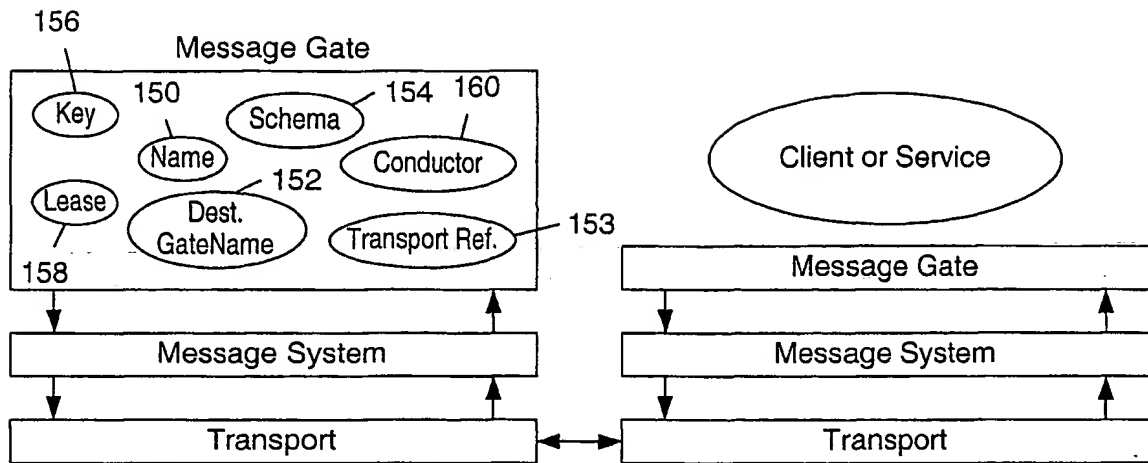 156
Message Gate
Key
150
Schema
154
160
Name
Conductor
Client or Service
Lease
152
Dest.
GateName
Transport Ref.
153
158
Message Gate
Message System
Message System
Transport
Transport